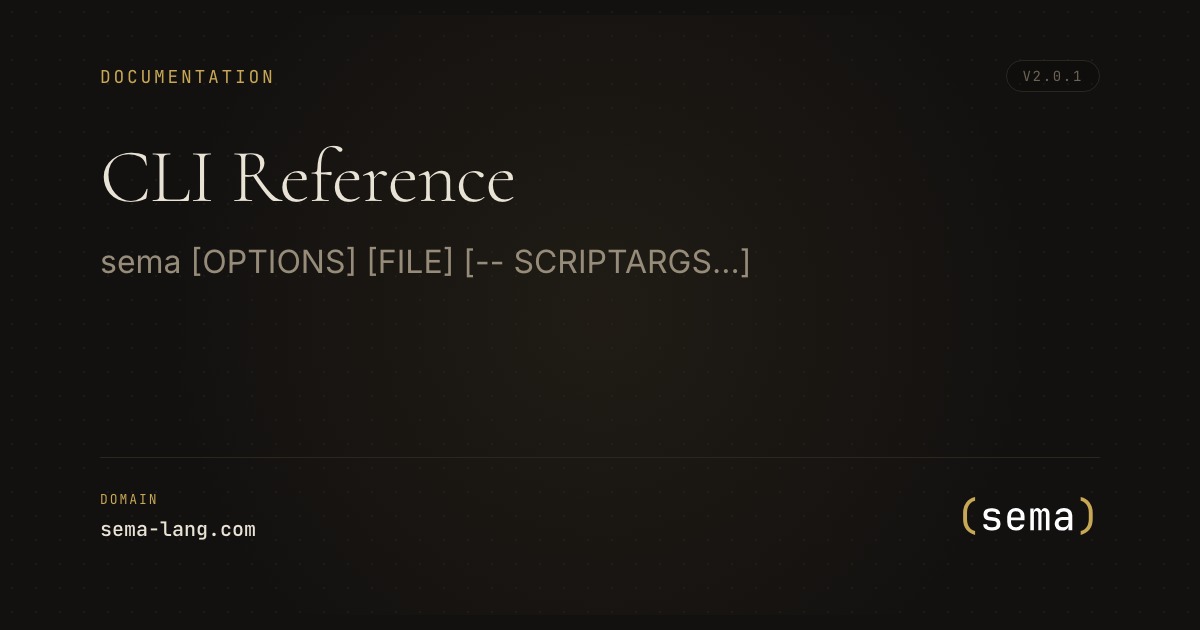 DOCUMENTATION
V2.0.1
CLI Reference
sema [OPTIONS] [FILE] [-- SCRIPTARGS...]
DOMAIN
sema-lang.com
(sema)